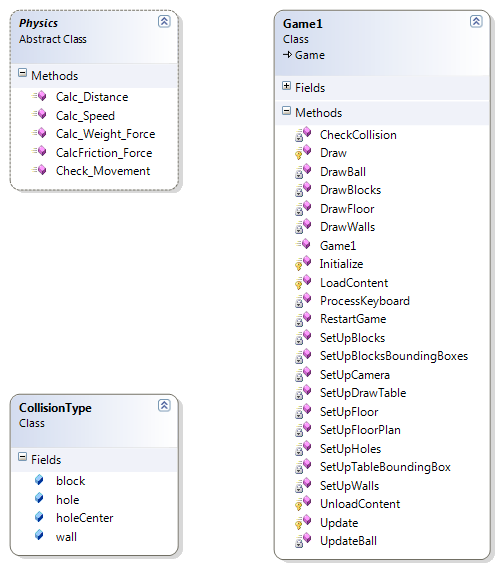 Physics
Abstract Class
Methods
Calc_Distance
Calc_Speed
Calc_Weight_Force
CalcFriction_Force
Check_Movement
CollisionType
Class
Fields
block
hole
holeCenter
wall
Game1
Class
Game
Fields
Methods
CheckCollision
Draw
DrawBall
DrawBlocks
DrawFloor
DrawWalls
Game1
Initialize
LoadContent
ProcessKeyboard
RestartGame
SetUpBlocks
SetUpBlocksBoundingBoxes
SetUpCamera
SetUpDrawTable
SetUpFloor
SetUpFloorPlan
SetUpHoles
SetUpTableBoundingBox
SetUpWalls
UnloadContent
Update
UpdateBall